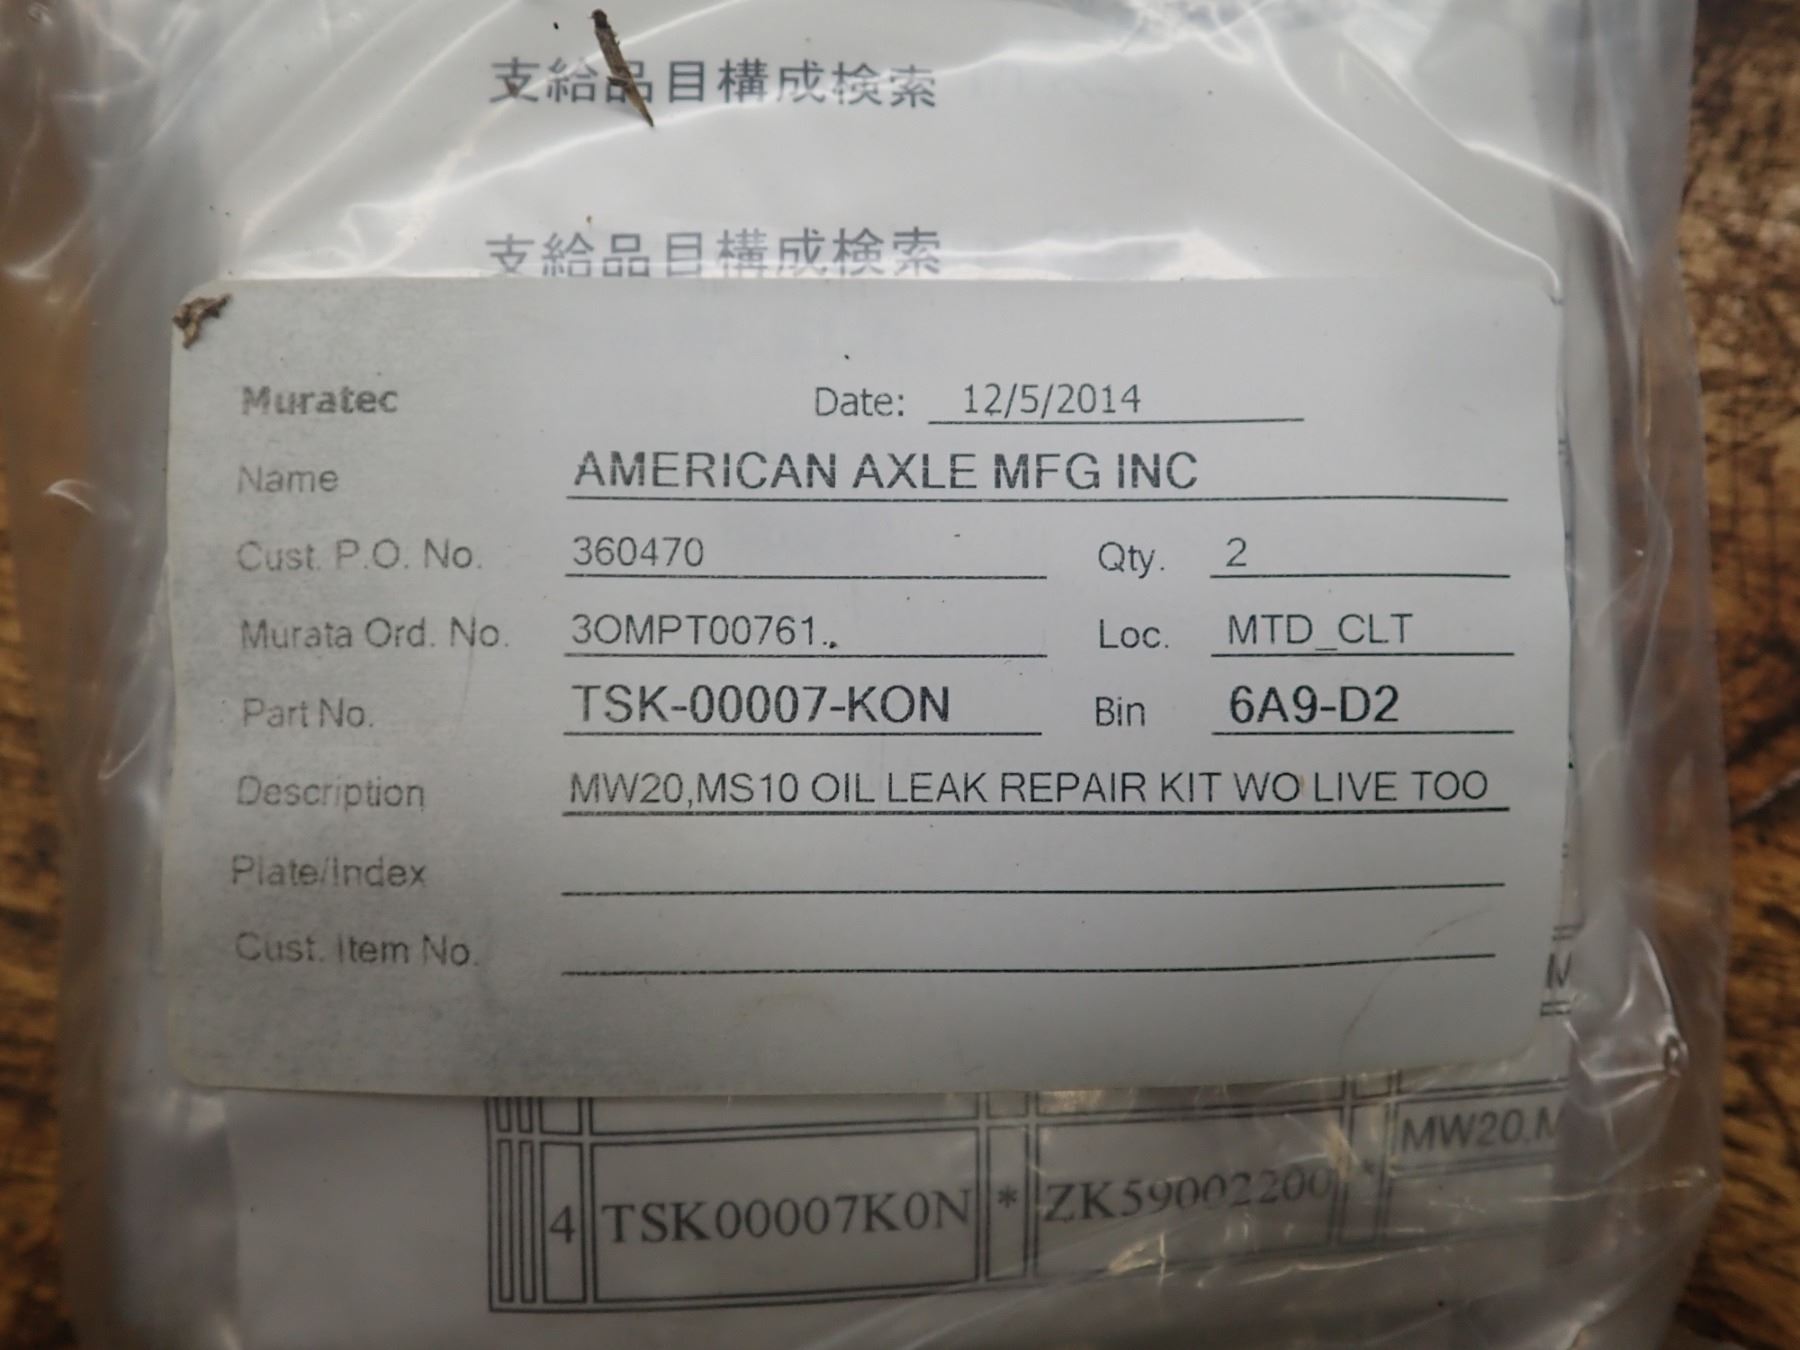 支給品目構成検索
支給品目構成検索
Muratec Date: 12/5/2014
Name AMERICAN AXLE MFG INC
Cust. P.O. No. 360470 Qty. 2
Murata Ord. No. 3OMPT00761.. Loc. MTD_CLT
Part No. TSK-00007-KON Bin 6A9-D2
Description MW20,MS10 OIL LEAK REPAIR KIT WO LIVE TOO
Plate/Index
Cust. Item No.
M
MW20,M
4 TSK00007K0N * ZK59002200 *